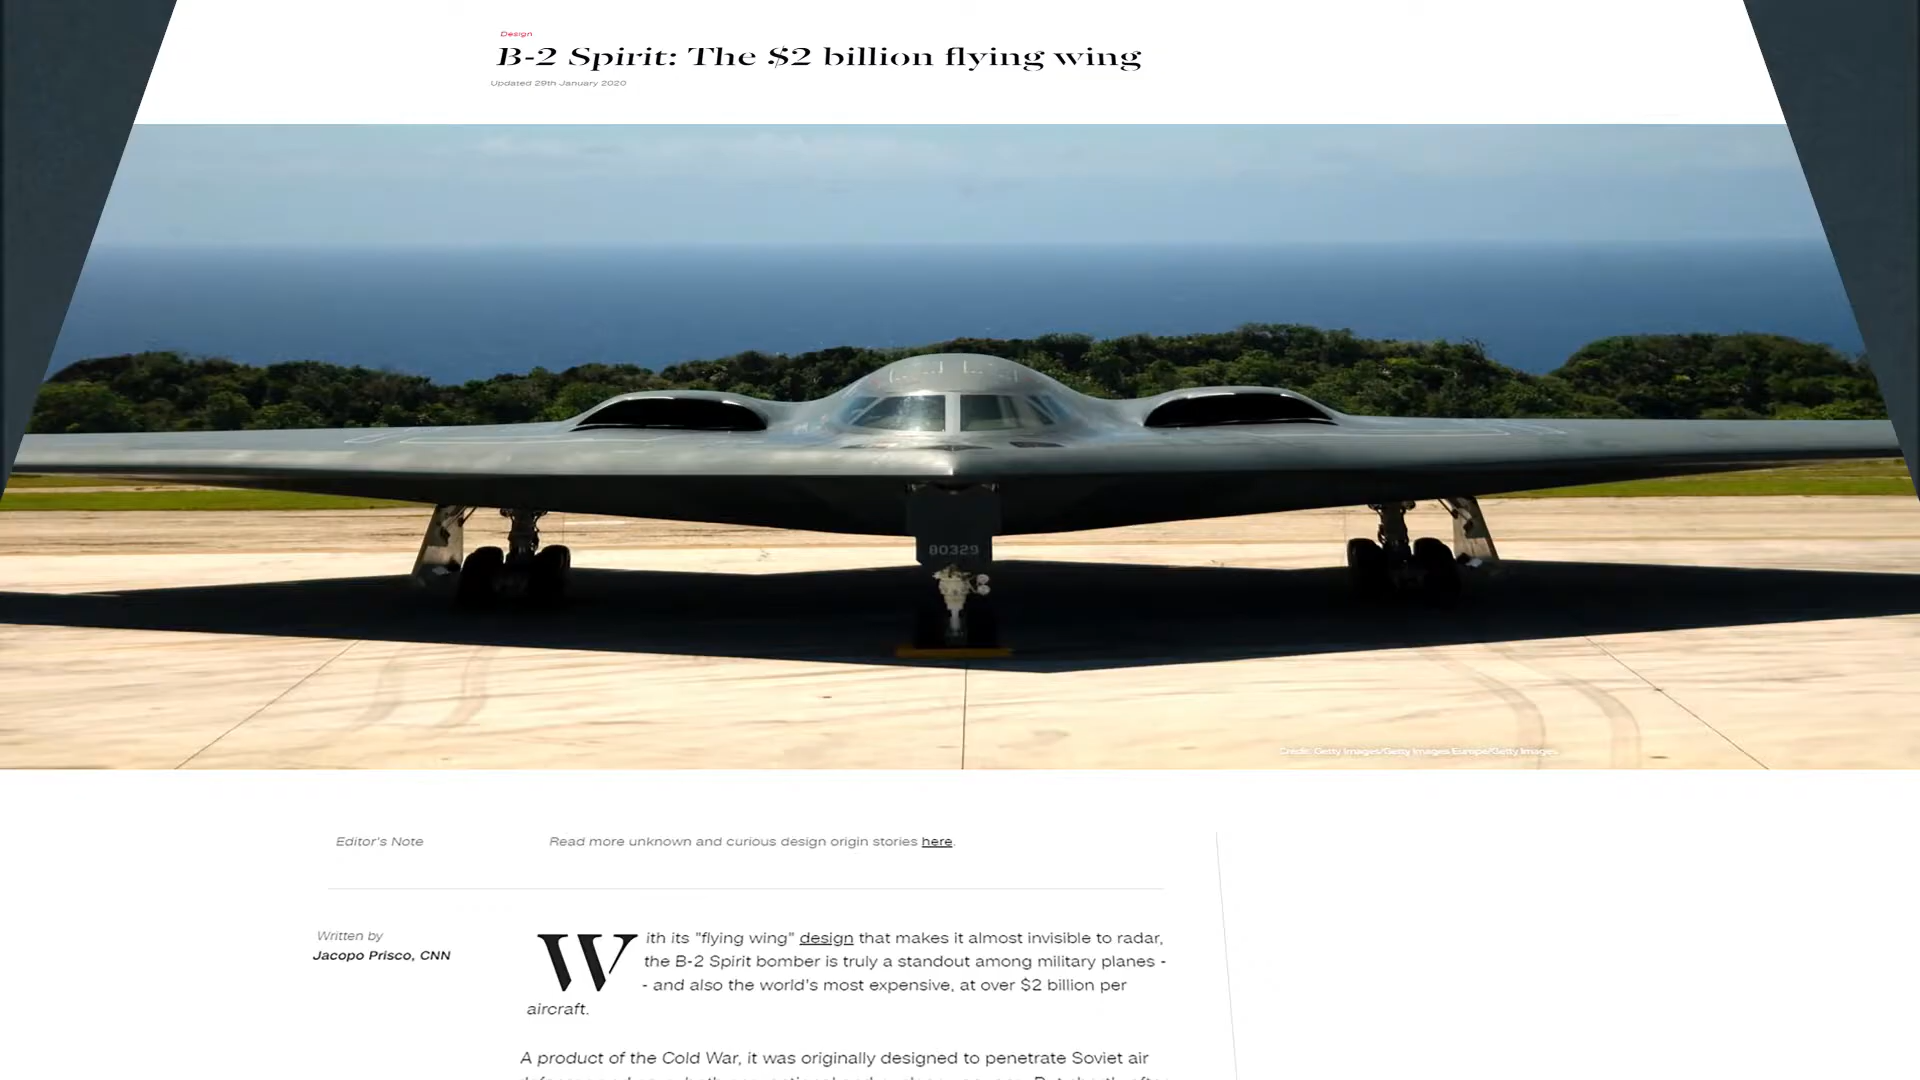 Design
B-2 Spirit: The $2 billion flying wing
Updated 29th January 2020
80329
Credit: Getty Images/Getty Images Europe/Getty Images
Editor's Note
Read more unknown and curious design origin stories here.
Written by
Jacopo Prisco, CNN
With its "flying wing" design that makes it almost invisible to radar,
the B-2 Spirit bomber is truly a standout among military planes -
- and also the world's most expensive, at over $2 billion per
aircraft.
A product of the Cold War, it was originally designed to penetrate Soviet air